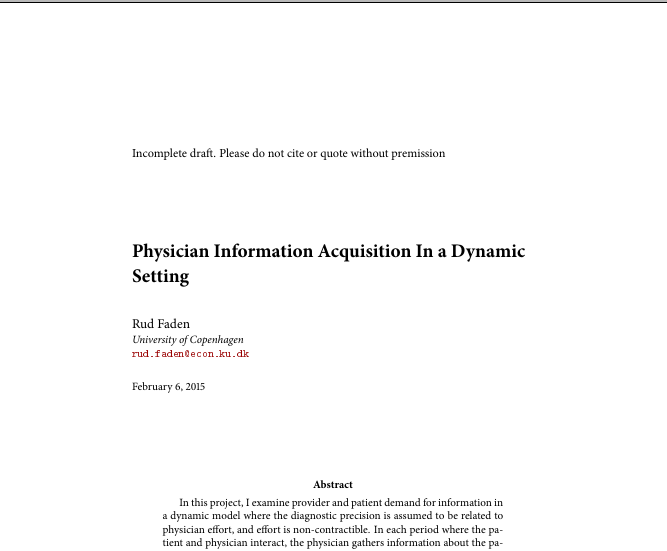 Incomplete draft. Please do not cite or quote without premission
Physician Information Acquisition In a Dynamic
Setting
Rud Faden
University of Copenhagen
rud.faden@econ.ku.dk
February 6, 2015
Abstract
In this project, I examine provider and patient demand for information in
a dynamic model where the diagnostic precision is assumed to be related to
physician effort, and effort is non-contractible. In each period where the pa-
tient and physician interact, the physician gathers information about the pa-